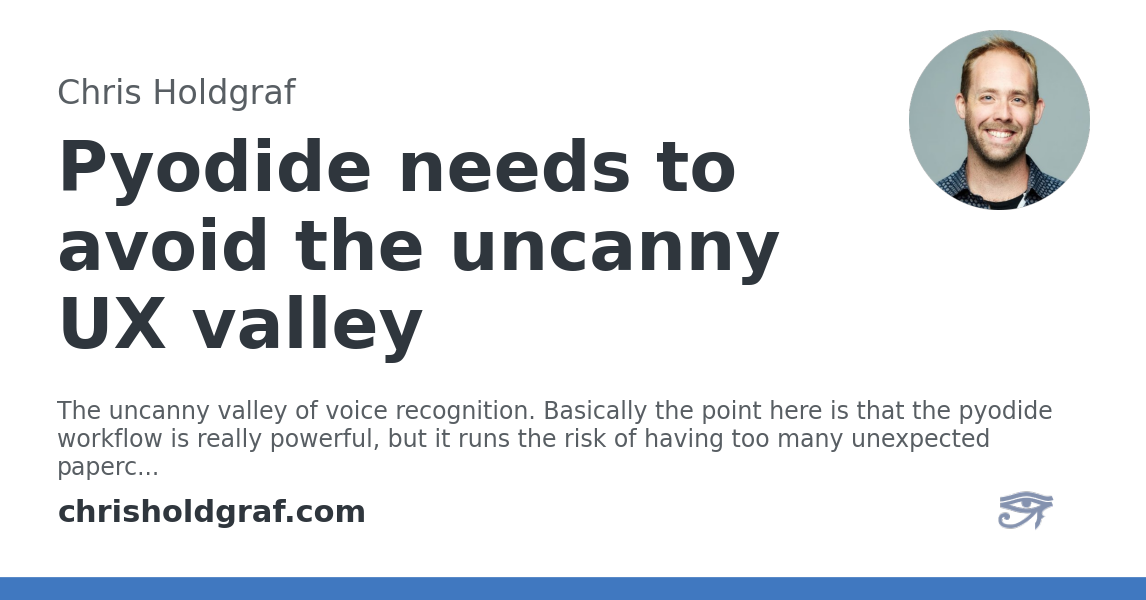 Chris Holdgraf
Pyodide needs to
avoid the uncanny
UX valley
The uncanny valley of voice recognition. Basically the point here is that the pyodide
workflow is really powerful, but it runs the risk of having too many unexpected
paperc...
chrisholdgraf.com